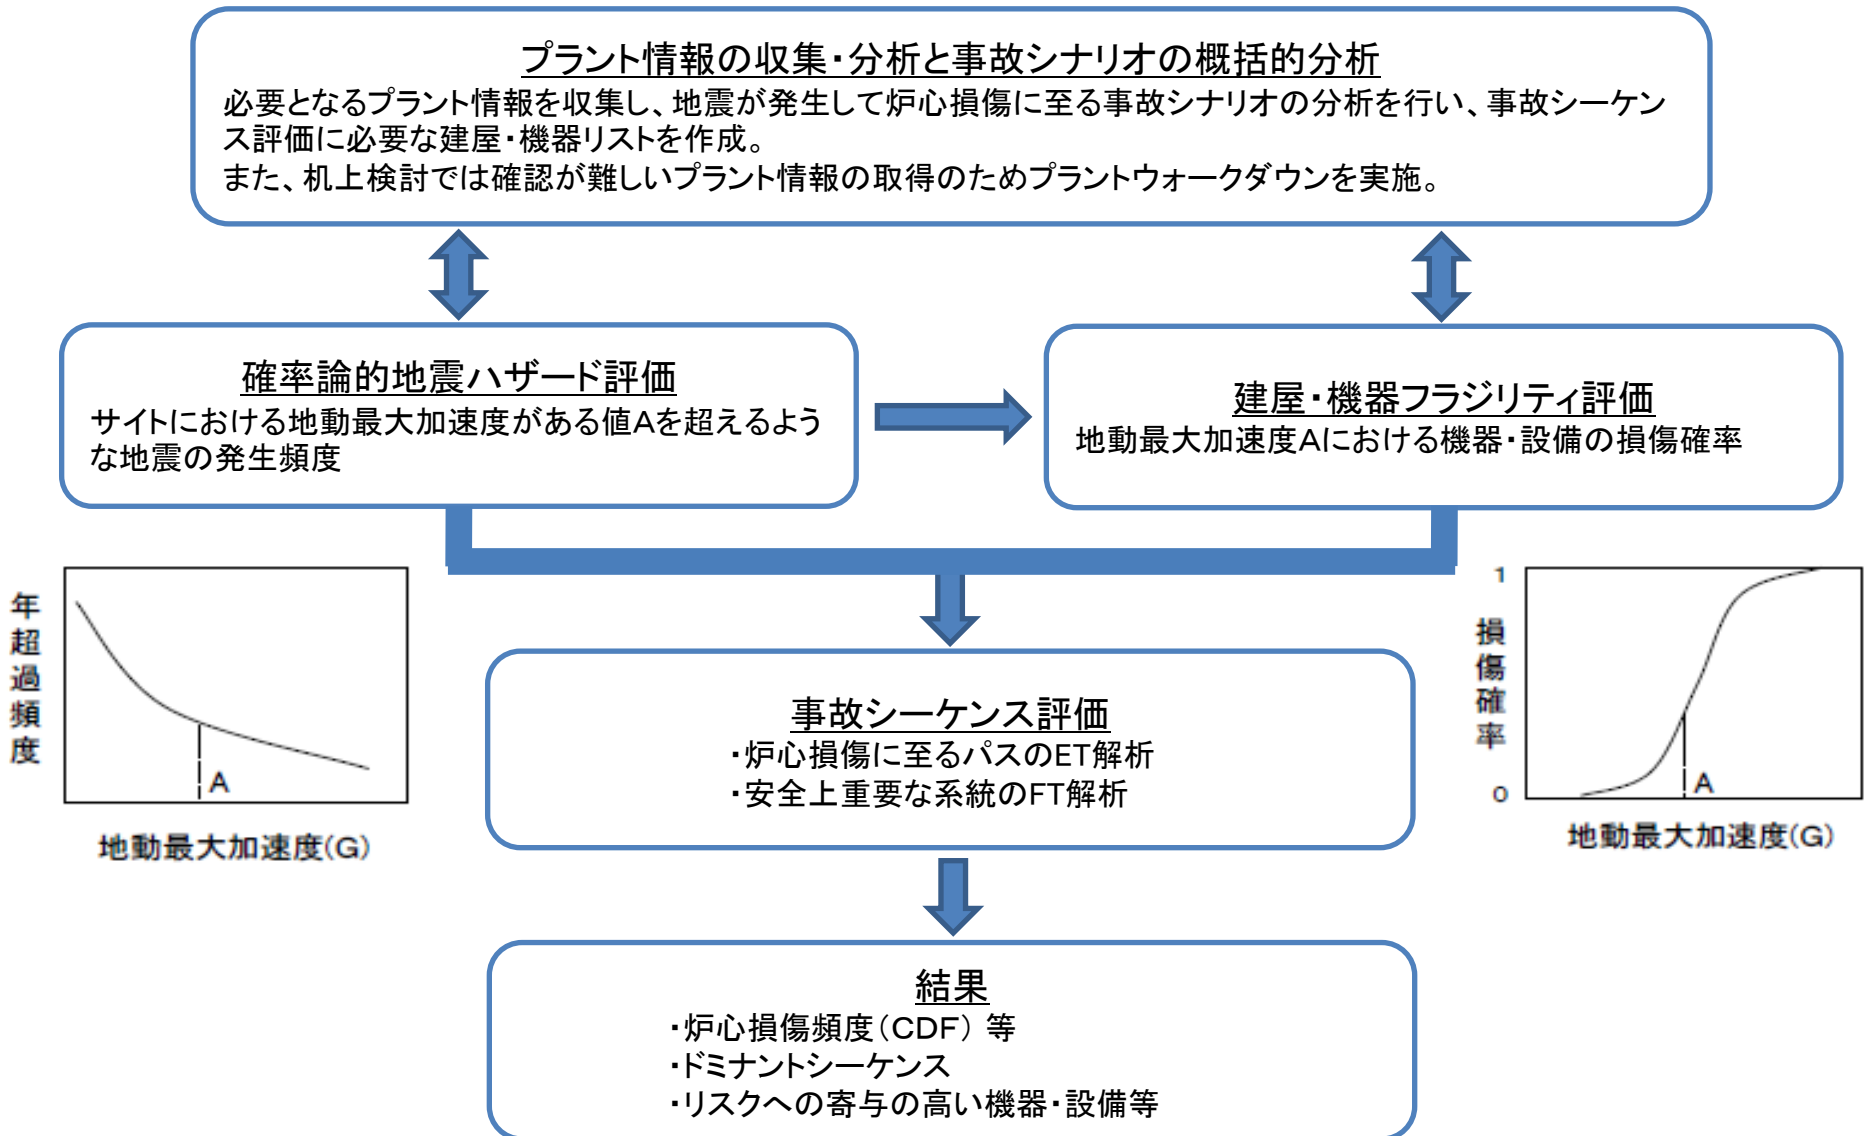 プラント情報の収集・分析と事故シナリオの概括的分析
必要となるプラント情報を収集し、地震が発生して炉心損傷に至る事故シナリオの分析を行い、事故シーケン
ス評価に必要な建屋・機器リストを作成。
また、机上検討では確認が難しいプラント情報の取得のためプラントウォークダウンを実施。
確率論的地震ハザード評価
サイトにおける地動最大加速度がある値Aを超えるよう
な地震の発生頻度
建屋・機器フラジリティ評価
地動最大加速度Aにおける機器・設備の損傷確率
年超過頻度
A
地動最大加速度(G)
1
損傷確率
0
A
地動最大加速度(G)
事故シーケンス評価
・炉心損傷に至るパスのET解析
・安全上重要な系統のFT解析
結果
・炉心損傷頻度（CDF） 等
・ドミナントシーケンス
・リスクへの寄与の高い機器・設備等